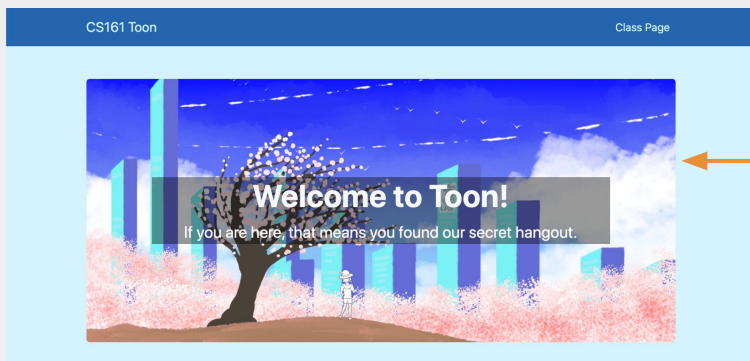 CS161 Toon
Class Page
Welcome to Toon!
If you are here, that means you found our secret hangout.